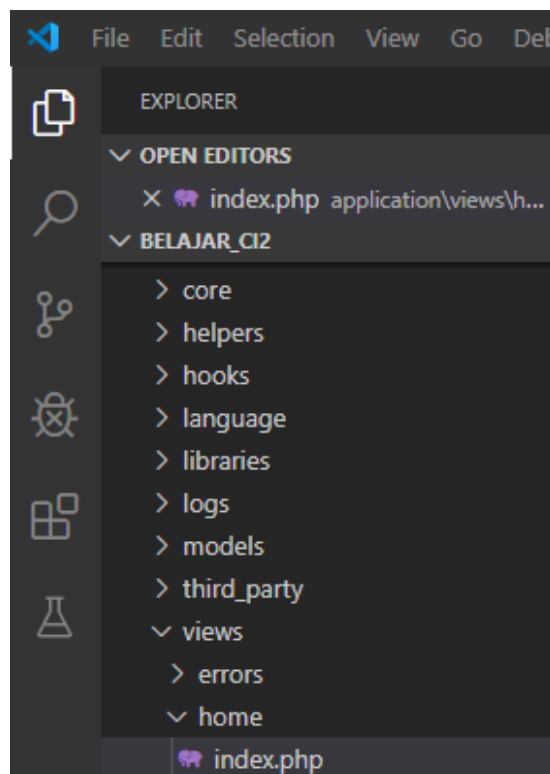 File Edit Selection View Go Deb
EXPLORER
OPEN EDITORS
index.php application\views\h...
BELAJAR_CI2
core
helpers
hooks
language
libraries
logs
models
third_party
views
errors
home
index.php